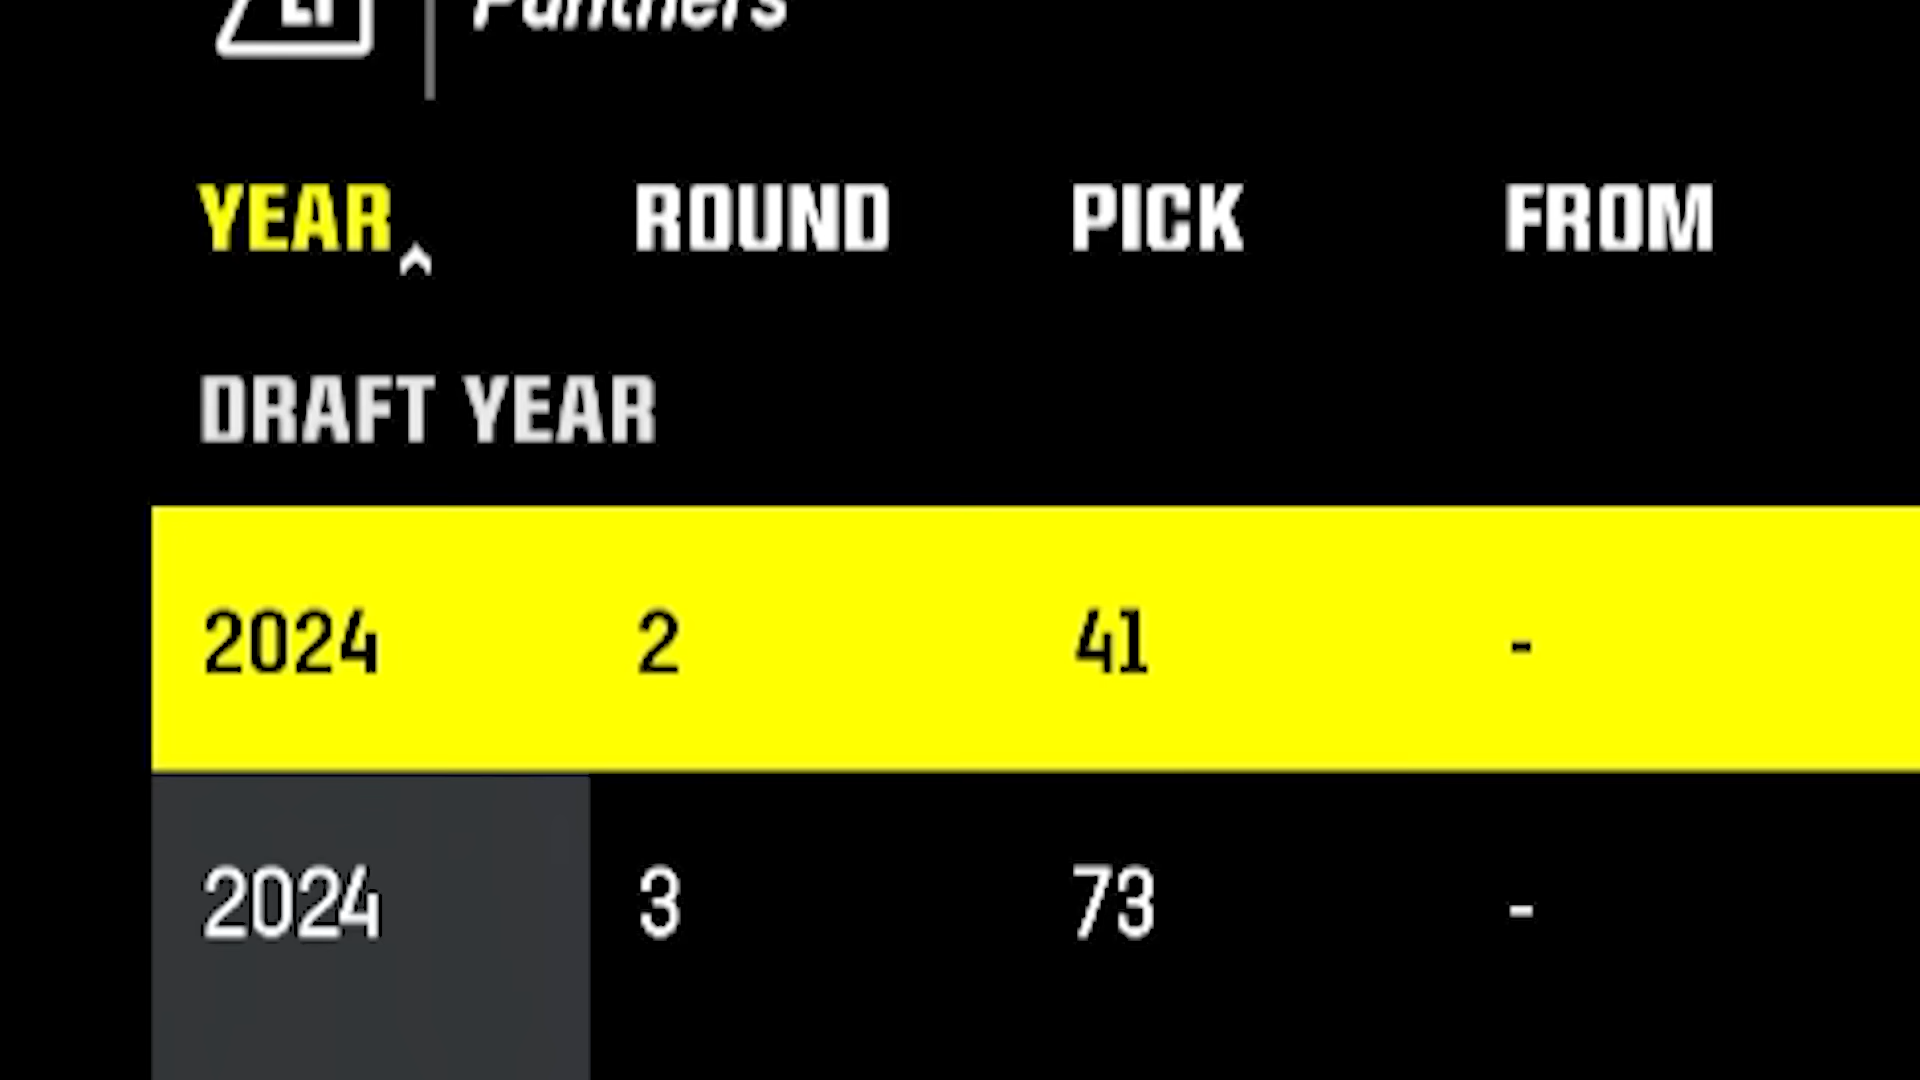 Panthers
YEAR ROUND PICK FROM
DRAFT YEAR
2024 2 41 -
2024 3 73 -